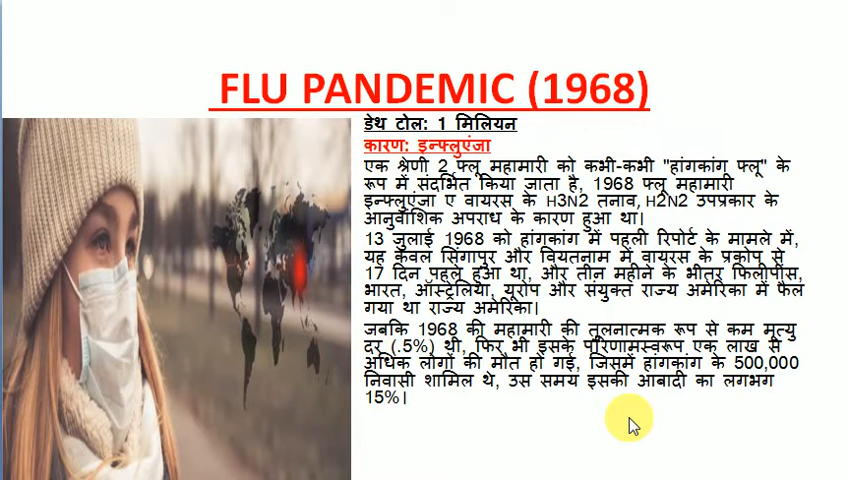 FLU PANDEMIC (1968)
डेथ टोल: 1 मिलियन
कारण: इन्फ्लुएंजा
एक श्रेणी 2 फ्लू महामारी को कभी-कभी "हांगकांग फ्लू" के
रूप में संदर्भित किया जाता है, 1968 फ्लू महामारी
इन्फ्लुएंजा ए वायरस के H3N2 तनाव, H2N2 उपप्रकार के
आनुवांशिक अपराध के कारण हुआ था।
13 जुलाई 1968 को हांगकांग में पहली रिपोर्ट के मामले में,
यह केवल सिंगापुर और वियतनाम में वायरस के प्रकोप से
17 दिन पहले हुआ था, और तीन महीने के भीतर फिलीपींस,
भारत, ऑस्ट्रेलिया, यूरोप और संयुक्त राज्य अमेरिका में फैल
गया था राज्य अमेरिका।
जबकि 1968 की महामारी की तुलनात्मक रूप से कम मृत्यु
दर (.5%) थी, फिर भी इसके परिणामस्वरूप एक लाख से
अधिक लोगों की मौत हो गई, जिसमें हांगकांग के 500,000
निवासी शामिल थे, उस समय इसकी आबादी का लगभग
15%।